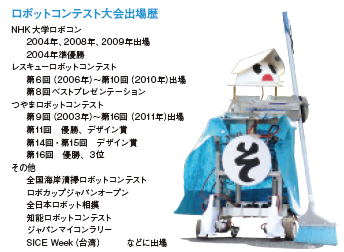 ロボットコンテスト大会出場歴
NHK大学ロボコン
2004年、2008年、2009年出場
2004年準優勝
レスキューロボットコンテスト
第6回 (2006年)~第10回 (2010年)出場
第8回ベストプレゼンテーション
つやまロボットコンテスト
第9回 (2003年)~第16回 (2011年)出場
第11回　優勝、デザイン賞
第14回・第15回　デザイン賞
第16回　優勝、3位
その他
全国海岸清掃ロボットコンテスト
ロボカップジャパンオープン
全日本ロボット相撲
知能ロボットコンテスト
ジャパンマイコンラリー
SICE Week (台湾)　　などに出場
そ